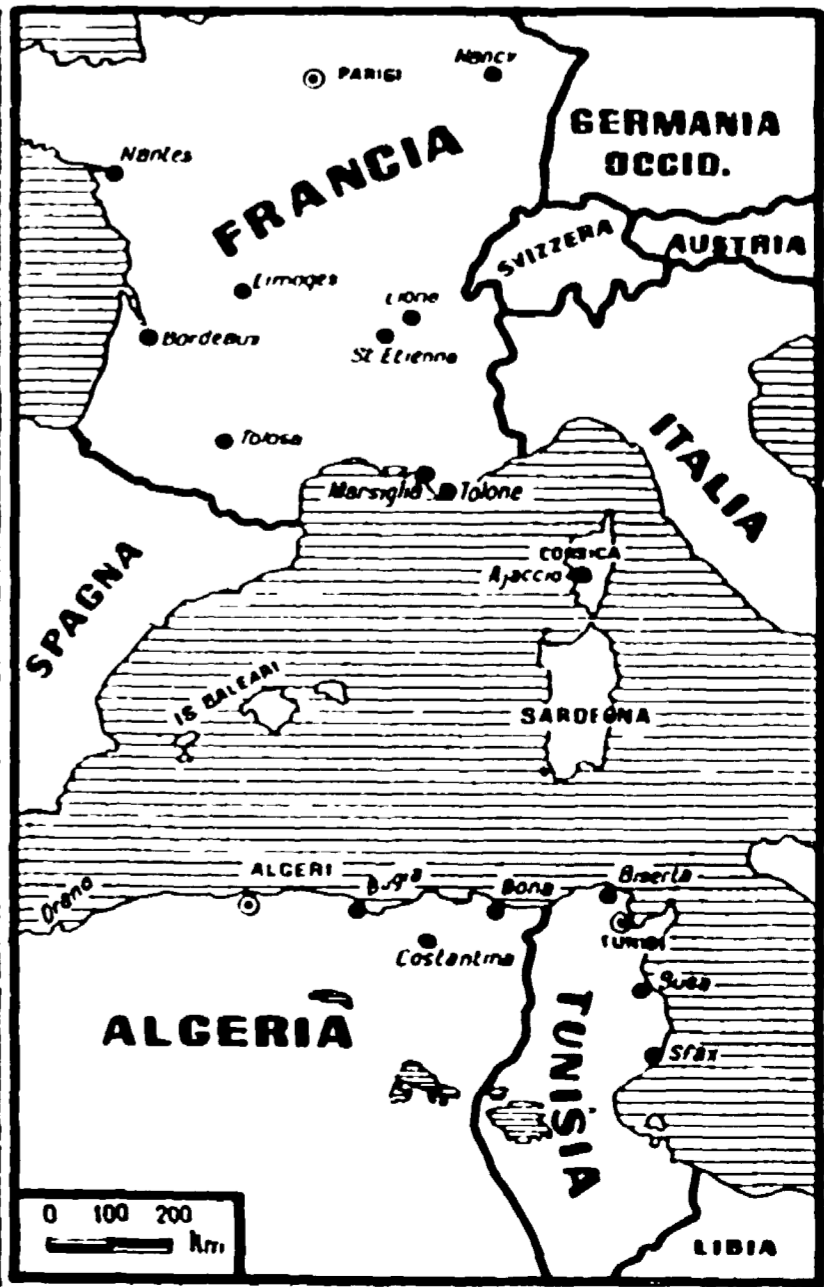 PARIGI
Nancy
GERMANIA
OCCID.
Nantes
FRANCIA
SVIZZERA
AUSTRIA
Limoges
Lione
Bordeaux
St Etienne
ITALIA
Tolosa
Marsiglia
Tolone
SPAGNA
CORSICA
Ajaccio
IS BALEARI
SARDEGNA
ALGERI
Bugia
Bona
Biserta
Orano
TUNISI
Costantina
Susa
ALGERIA
TUNISIA
Sfax
0 100 200
Km
LIBIA